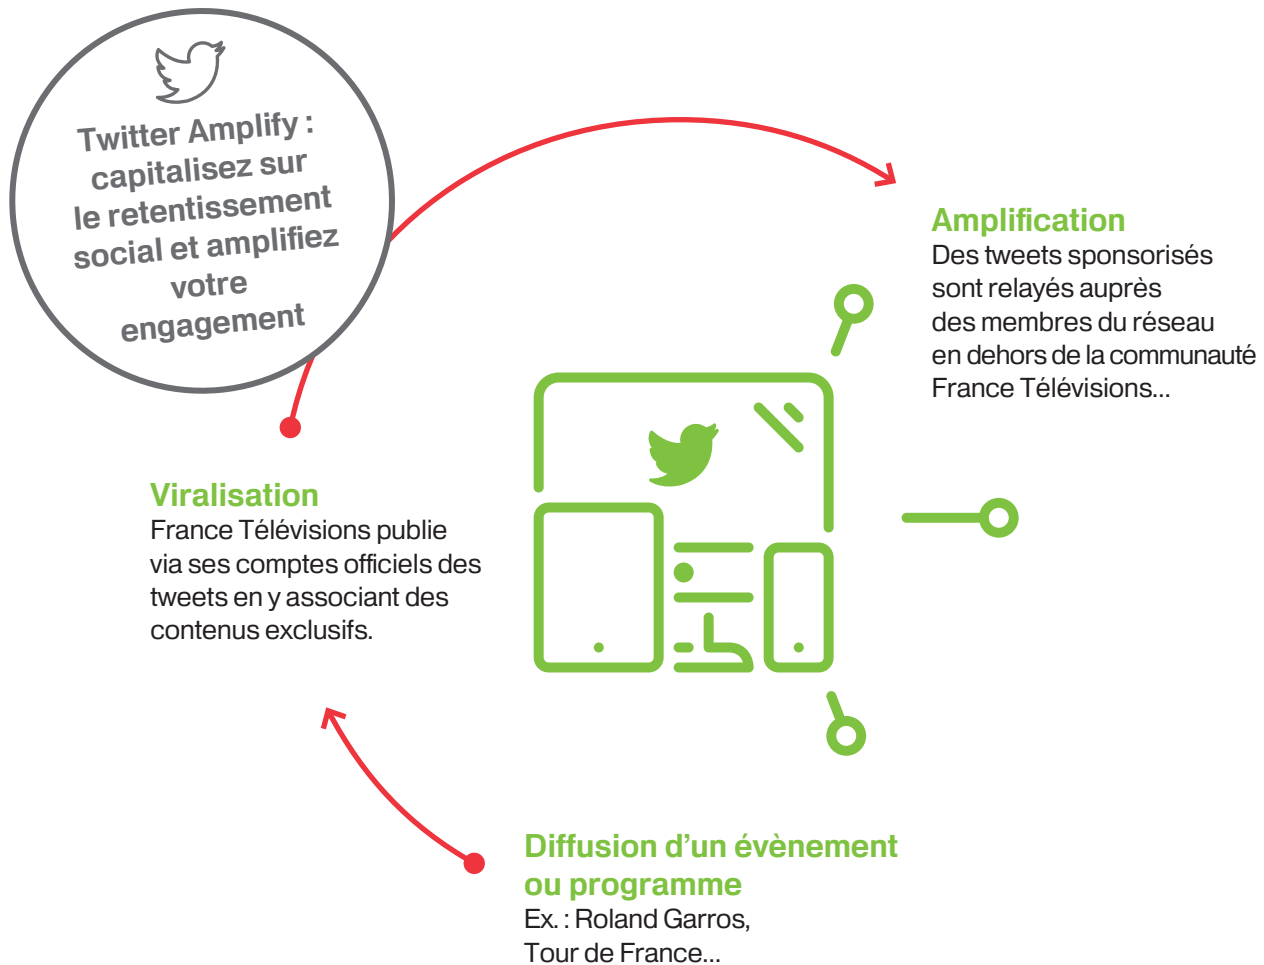 Twitter Amplify :
capitalisez sur
le retentissement
social et amplifiez
votre
engagement
Amplification
Des tweets sponsorisés
sont relayés auprès
des membres du réseau
en dehors de la communauté
France Télévisions...
Viralisation
France Télévisions publie
via ses comptes officiels des
tweets en y associant des
contenus exclusifs.
Diffusion d’un évènement
ou programme
Ex. : Roland Garros,
Tour de France...